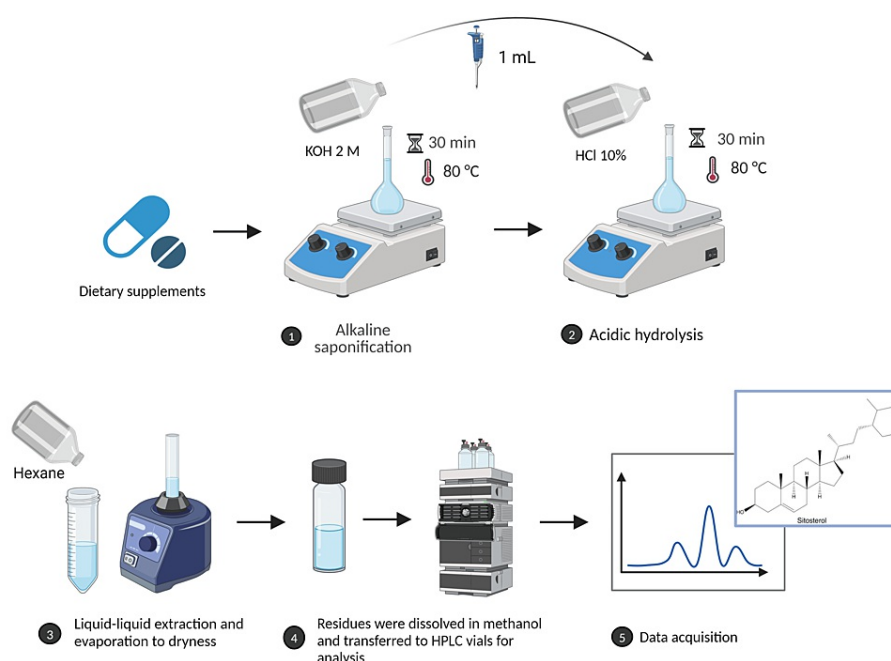 1 mL
KOH 2 M
30 min
80 °C
HCl 10%
30 min
80 °C
Dietary supplements
1 Alkaline
saponification
2 Acidic hydrolysis
Hexane
HO
H
H
H
H
Sitosterol
3 Liquid-liquid extraction and
evaporation to dryness
4 Residues were dissolved in methanol
and transferred to HPLC vials for
analysis
5 Data acquisition